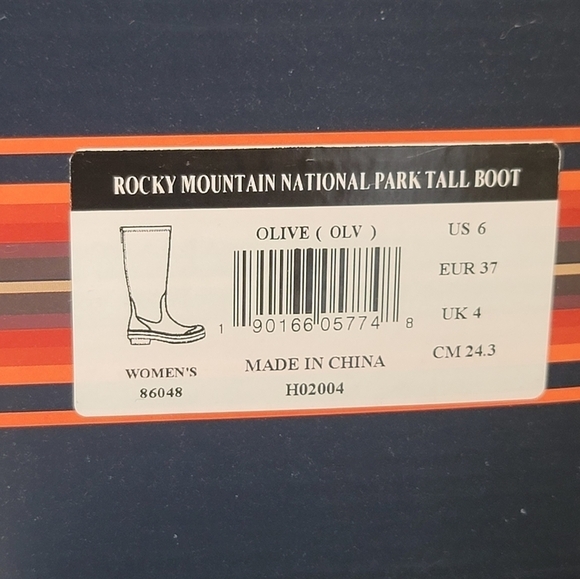 ROCKY MOUNTAIN NATIONAL PARK TALL BOOT
OLIVE ( OLV )
1 90166 05774 8
MADE IN CHINA
H02004
WOMEN'S
86048
US 6
EUR 37
UK 4
CM 24.3